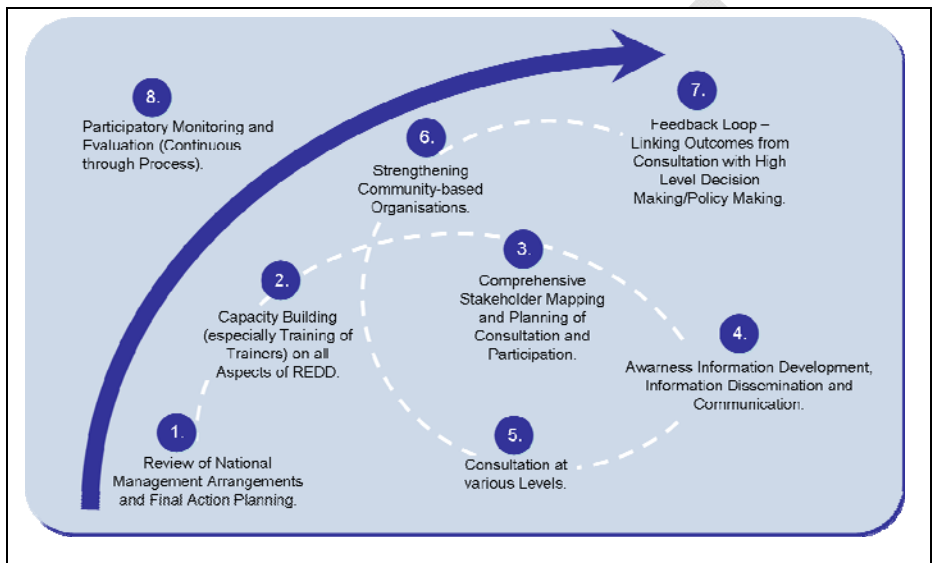 8.
Participatory Monitoring and
Evaluation (Continuous
through Process).
7.
Feedback Loop –
Linking Outcomes from
Consultation with High
Level Decision
Making/Policy Making.
6.
Strengthening
Community-based
Organisations.
2.
Capacity Building
(especially Training of
Trainors) on all
Aspects of REDD.
3.
Comprehensive
Stakeholder Mapping
and Planning of
Consultation and
Participation.
4.
Awarness Information Development,
Information Dissemination and
Communication.
1.
Review of National
Management Arrangements
and Final Action Planning.
5.
Consultation at
various Levels.